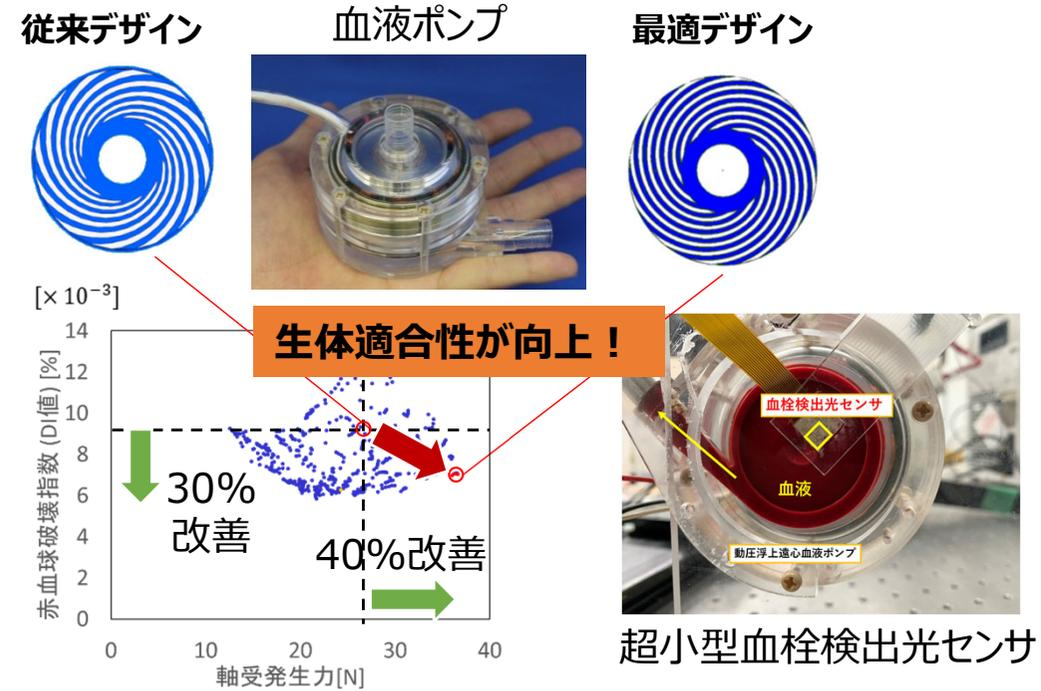 従来デザイン
血液ポンプ
最適デザイン
[× 10⁻³]
生体適合性が向上！
赤血球破壊指数 (DI値) [%]
14
12
10
8
6
4
2
0
30%
改善
40%改善
0
10
20
30
40
軸受発生力[N]
血栓検出光センサ
血液
動圧浮上遠心血液ポンプ
超小型血栓検出光センサ